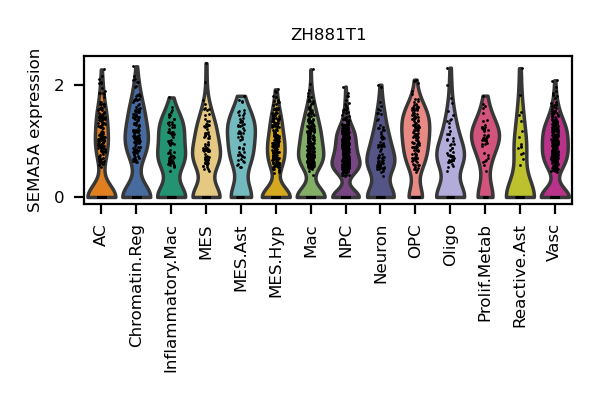 ZH881T1
SEMA5A expression
2
0
AC
Chromatin.Reg
Inflammatory.Mac
MES
MES.Ast
MES.Hyp
Mac
NPC
Neuron
OPC
Oligo
Prolif.Metab
Reactive.Ast
Vasc